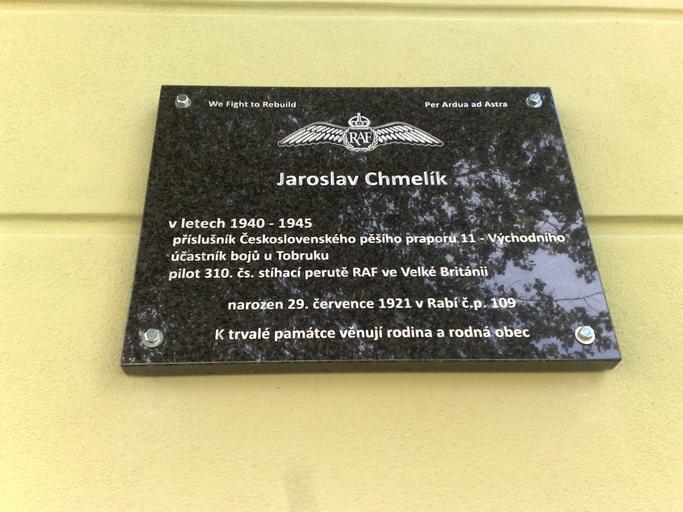 We Fight to Rebuild Per Ardua ad Astra
RAF
Jaroslav Chmelík
v letech 1940 - 1945
příslušník Československého pěšího praporu 11 - Východního
účastník bojů u Tobruku
pilot 310. čs. stíhací perutě RAF ve Velké Británii
narozen 29. července 1921 v Rabí č.p. 109
K trvalé památce věnují rodina a rodná obec